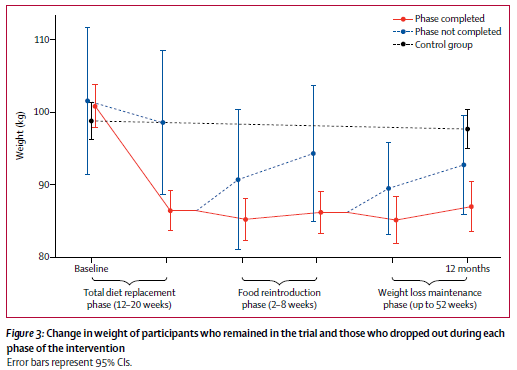 Phase completed
Phase not completed
Control group
110
100
90
80
Weight (kg)
Baseline
12 months
Total diet replacement
phase (12–20 weeks)
Food reintroduction
phase (2–8 weeks)
Weight loss maintenance
phase (up to 52 weeks)
Figure 3: Change in weight of participants who remained in the trial and those who dropped out during each
phase of the intervention
Error bars represent 95% CIs.